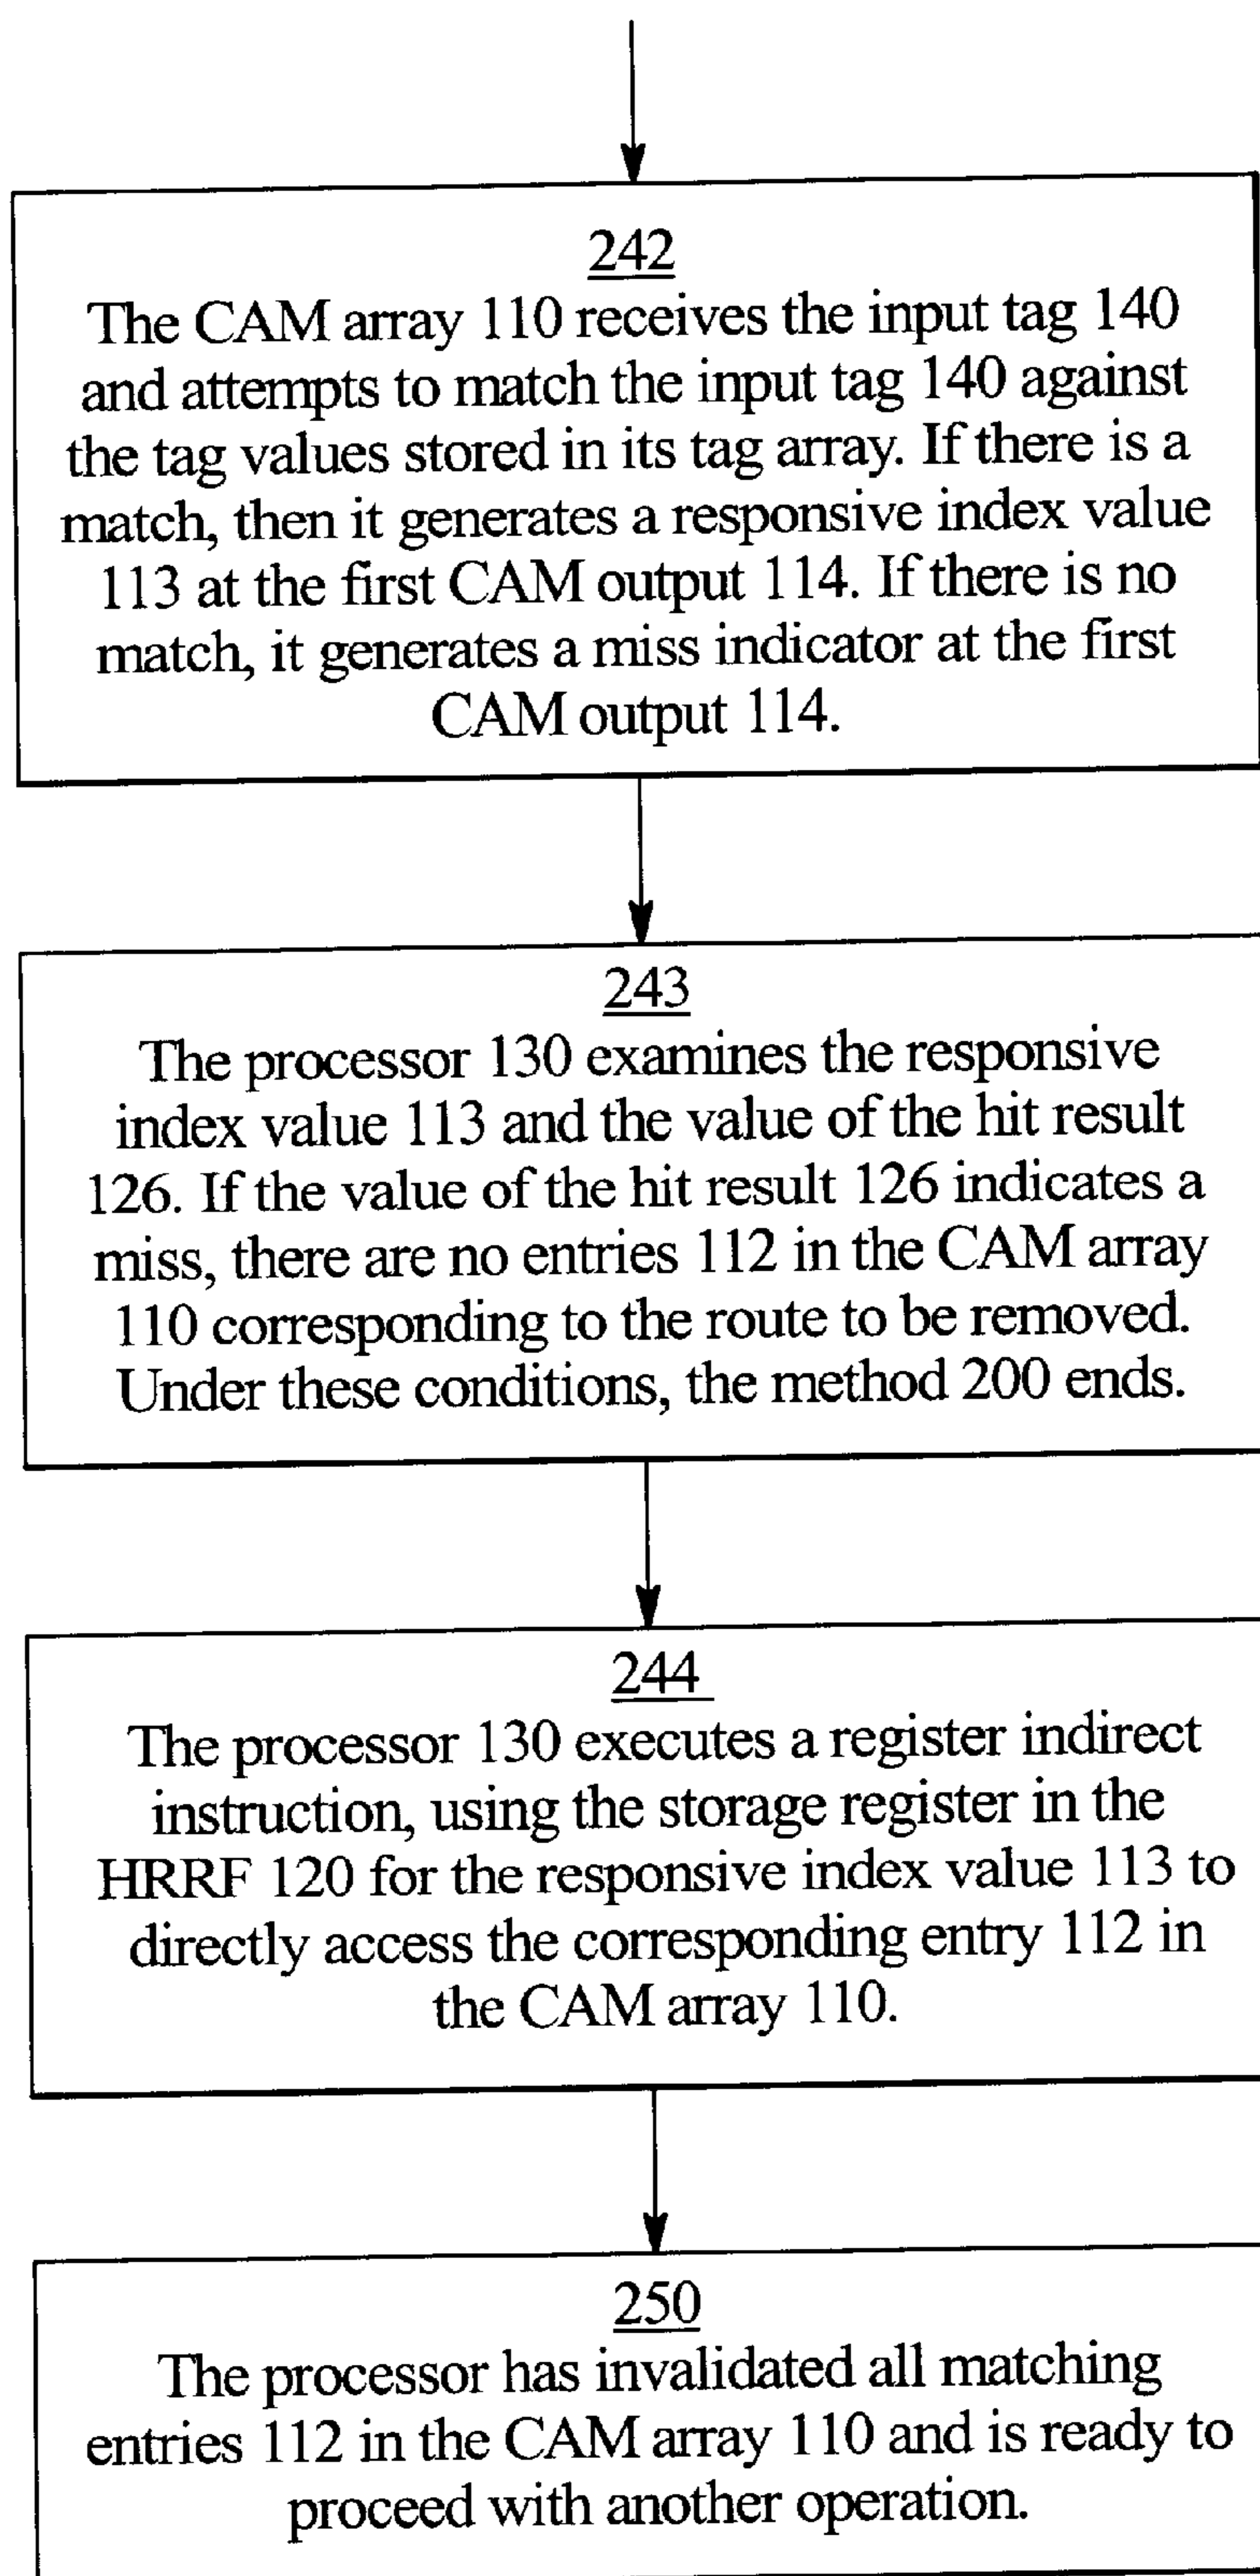 242
The CAM array 110 receives the input tag 140
and attempts to match the input tag 140 against
the tag values stored in its tag array. If there is a
match, then it generates a responsive index value
113 at the first CAM output 114. If there is no
match, it generates a miss indicator at the first
CAM output 114.
243
The processor 130 examines the responsive
index value 113 and the value of the hit result
126. If the value of the hit result 126 indicates a
miss, there are no entries 112 in the CAM array
110 corresponding to the route to be removed.
Under these conditions, the method 200 ends.
244
The processor 130 executes a register indirect
instruction, using the storage register in the
HRRF 120 for the responsive index value 113 to
directly access the corresponding entry 112 in
the CAM array 110.
250
The processor has invalidated all matching
entries 112 in the CAM array 110 and is ready to
proceed with another operation.